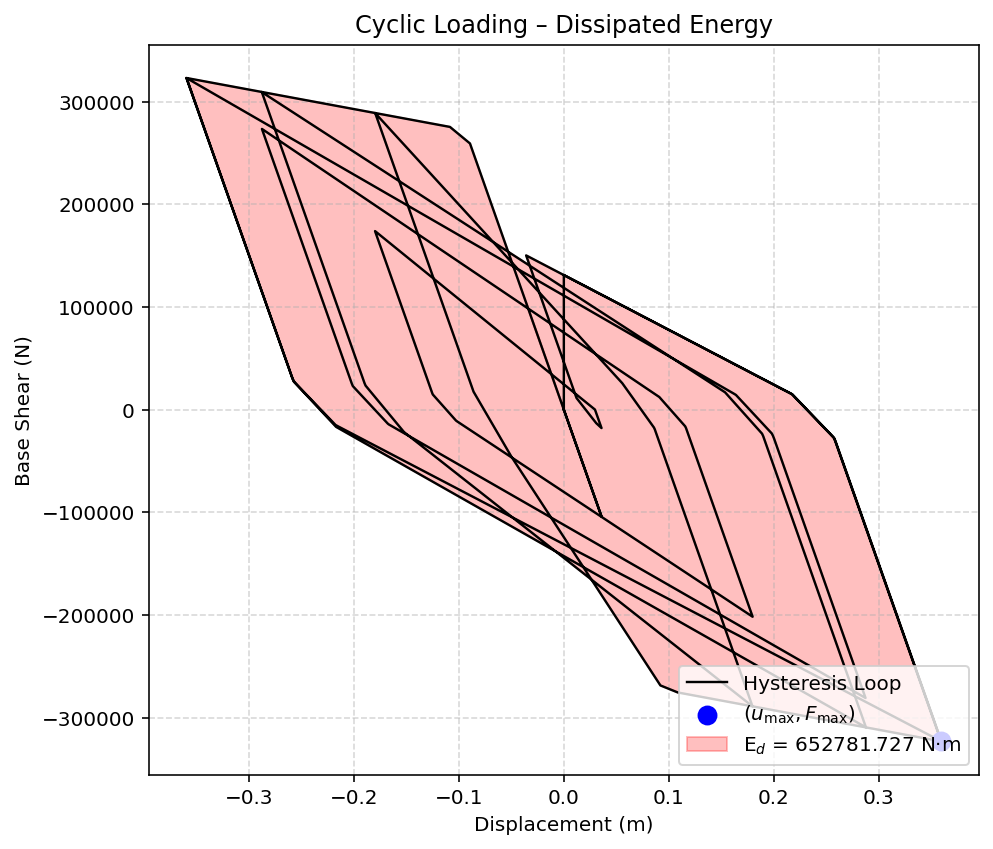 Cyclic Loading – Dissipated Energy
Base Shear (N)
300000
200000
100000
0
−100000
−200000
−300000
−0.3
−0.2
−0.1
0.0
0.1
0.2
0.3
Displacement (m)
Hysteresis Loop
(u_max, F_max)
E_d = 652781.727 N·m